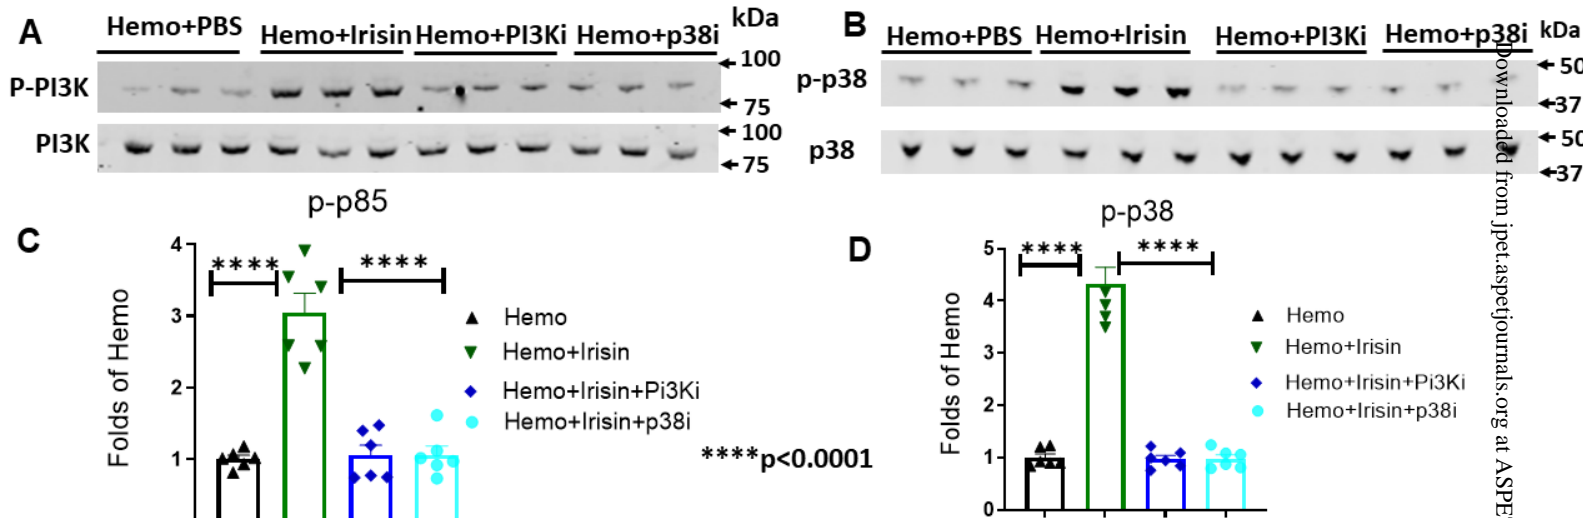 A
Hemo+PBS
Hemo+Irisin
Hemo+PI3Ki
Hemo+p38i
kDa
P-PI3K
100
75
PI3K
100
75
B
Hemo+PBS
Hemo+Irisin
Hemo+PI3Ki
Hemo+p38i
kDa
p-p38
50
37
p38
50
37
C
p-p85
Folds of Hemo
4
3
2
1
****
****
Hemo
Hemo+Irisin
Hemo+Irisin+Pi3Ki
Hemo+Irisin+p38i
****p<0.0001
D
p-p38
Folds of Hemo
5
4
3
2
1
0
****
****
Hemo
Hemo+Irisin
Hemo+Irisin+Pi3Ki
Hemo+Irisin+p38i
Downloaded from jpet.aspetjournals.org at ASPE